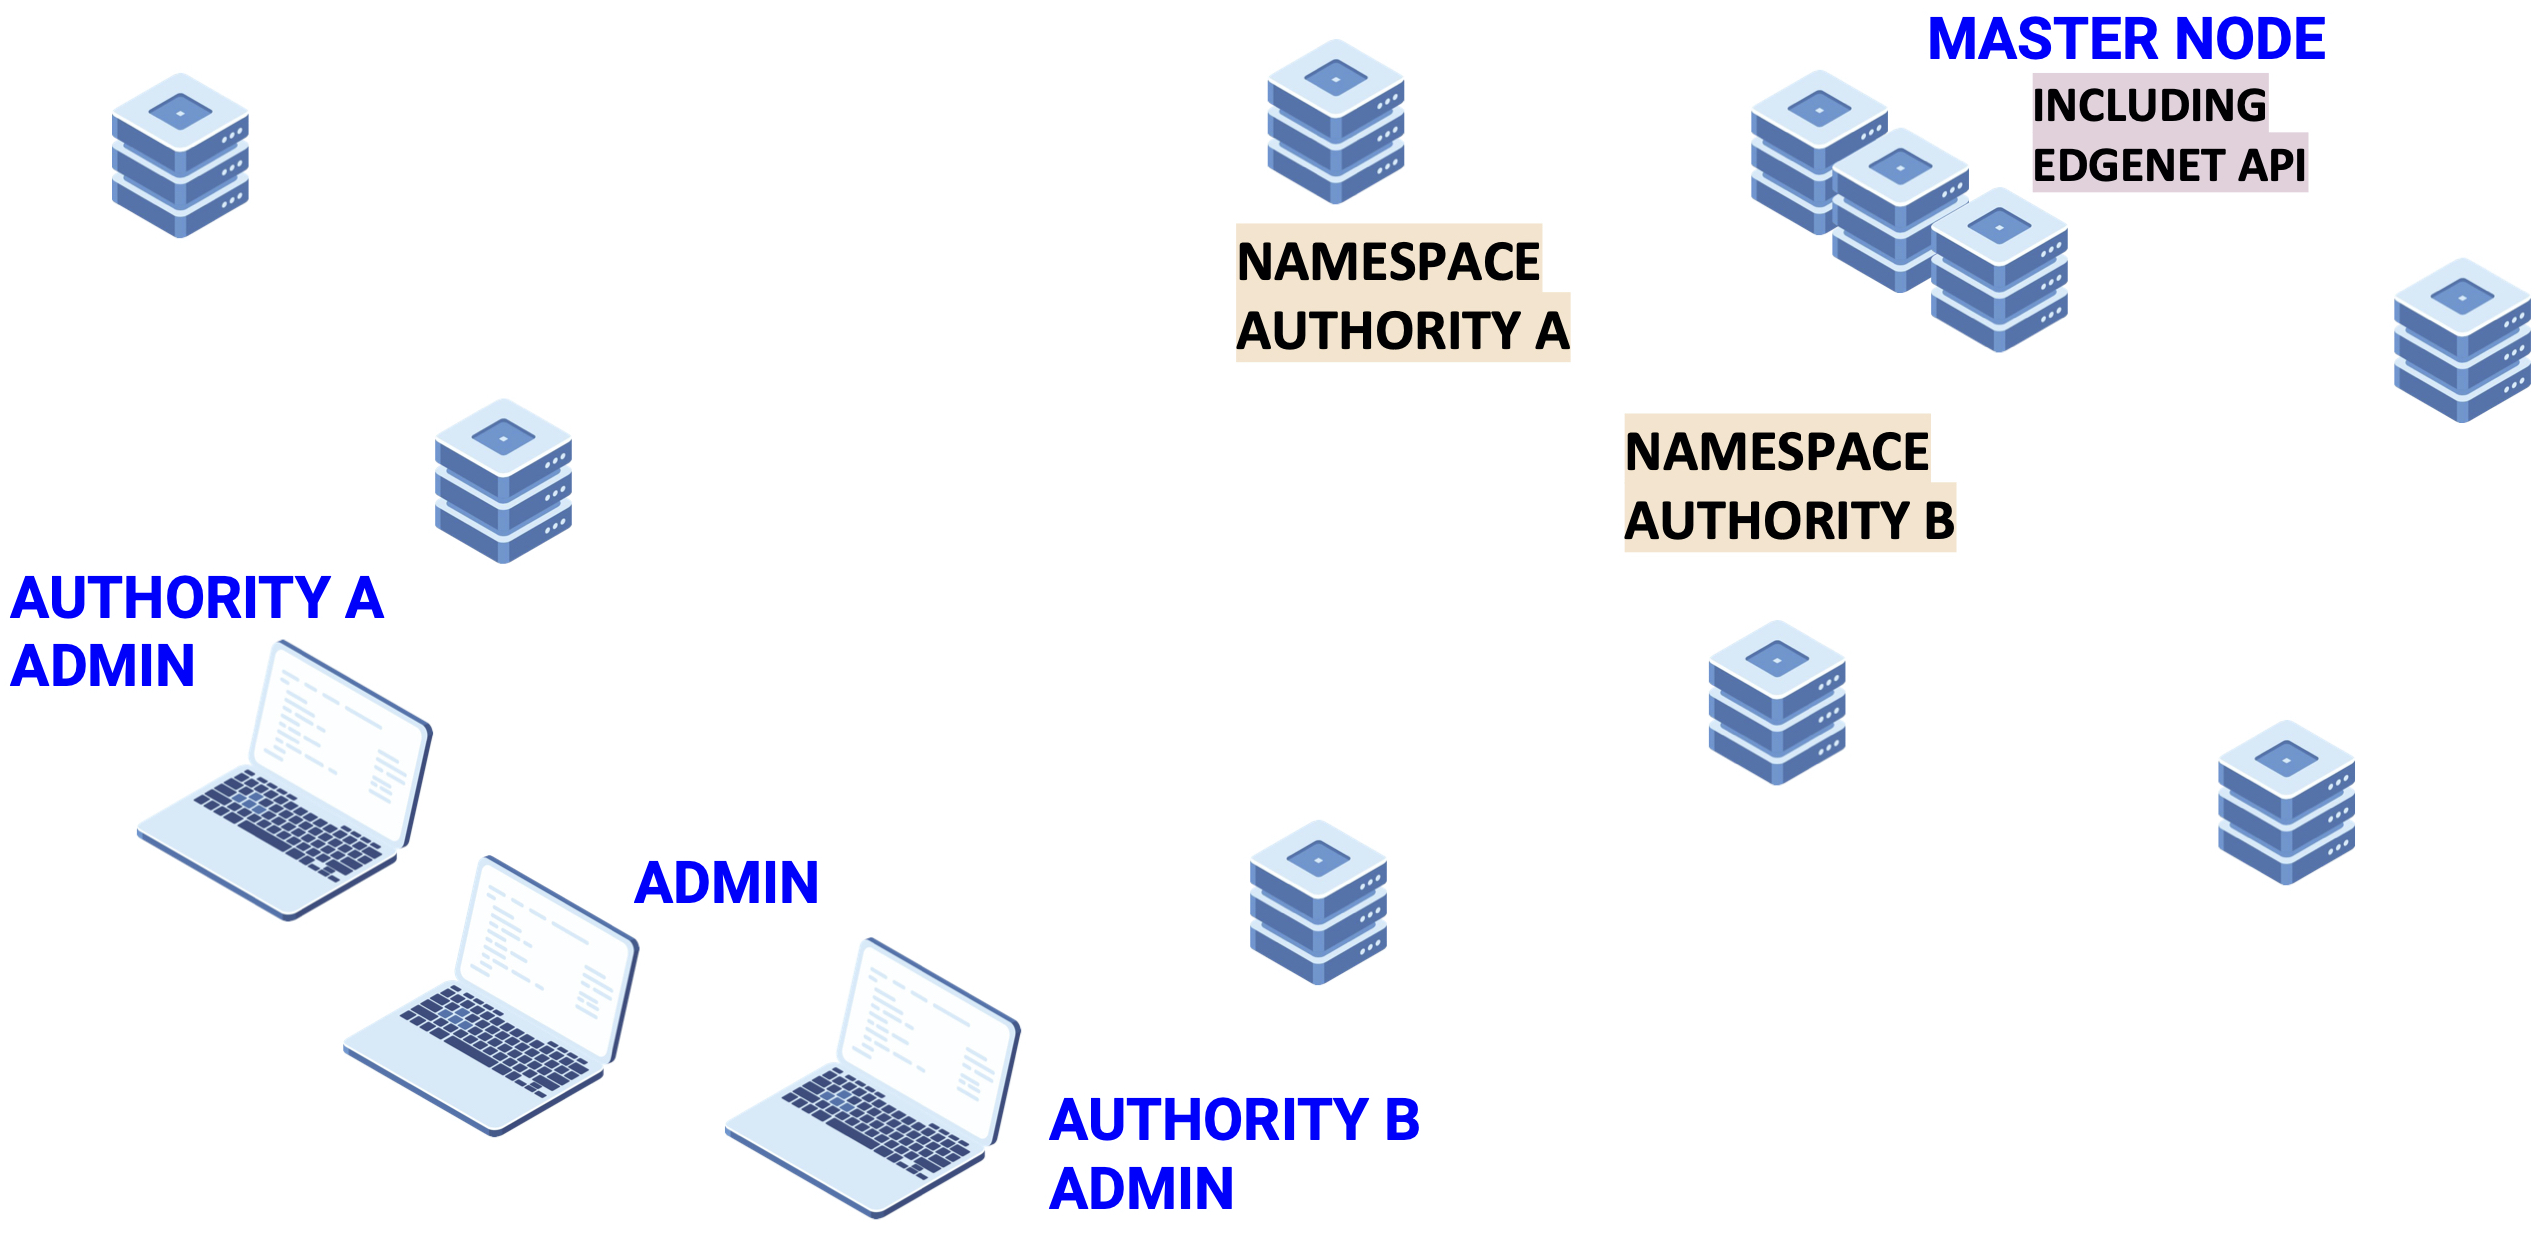 MASTER NODE
INCLUDING
EDGENET API
NAMESPACE
AUTHORITY A
NAMESPACE
AUTHORITY B
AUTHORITY A
ADMIN
ADMIN
AUTHORITY B
ADMIN